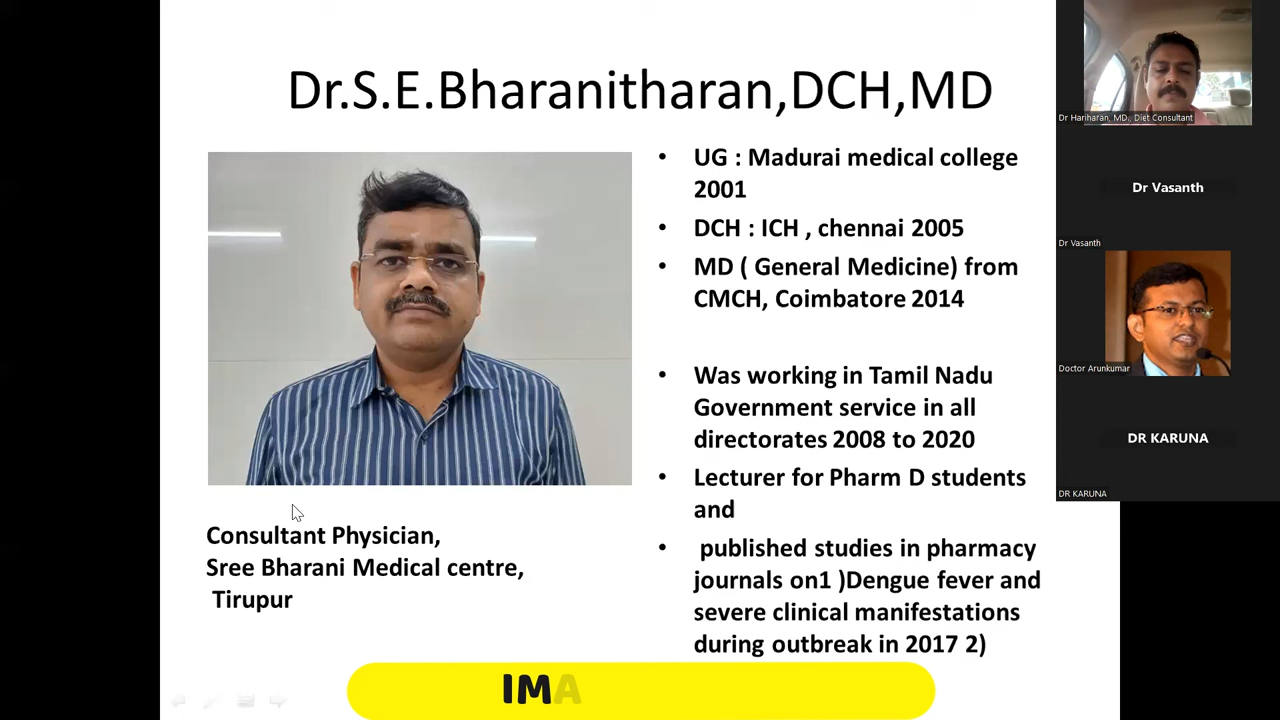 Dr.S.E.Bharanitharan,DCH,MD
• UG : Madurai medical college
2001
• DCH : ICH , chennai 2005
• MD ( General Medicine) from
CMCH, Coimbatore 2014
• Was working in Tamil Nadu
Government service in all
directorates 2008 to 2020
• Lecturer for Pharm D students
and
• published studies in pharmacy
journals on1 )Dengue fever and
severe clinical manifestations
during outbreak in 2017 2)
Consultant Physician,
Sree Bharani Medical centre,
Tirupur
IMA
Dr Hariharan, MD., Diet Consultant
Dr Vasanth
Dr Vasanth
Doctor Arunkumar
DR KARUNA
DR KARUNA